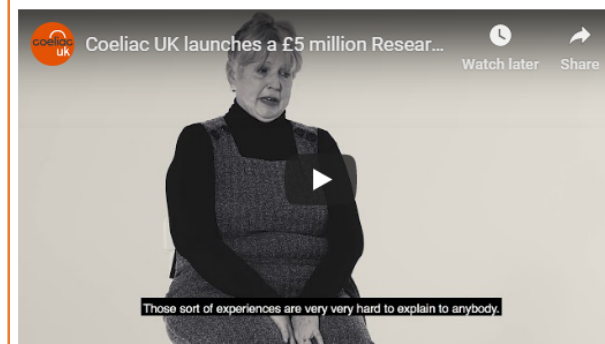 coeliac
uk
Coeliac UK launches a £5 million Resear...
Watch later
Share
Those sort of experiences are very very hard to explain to anybody.